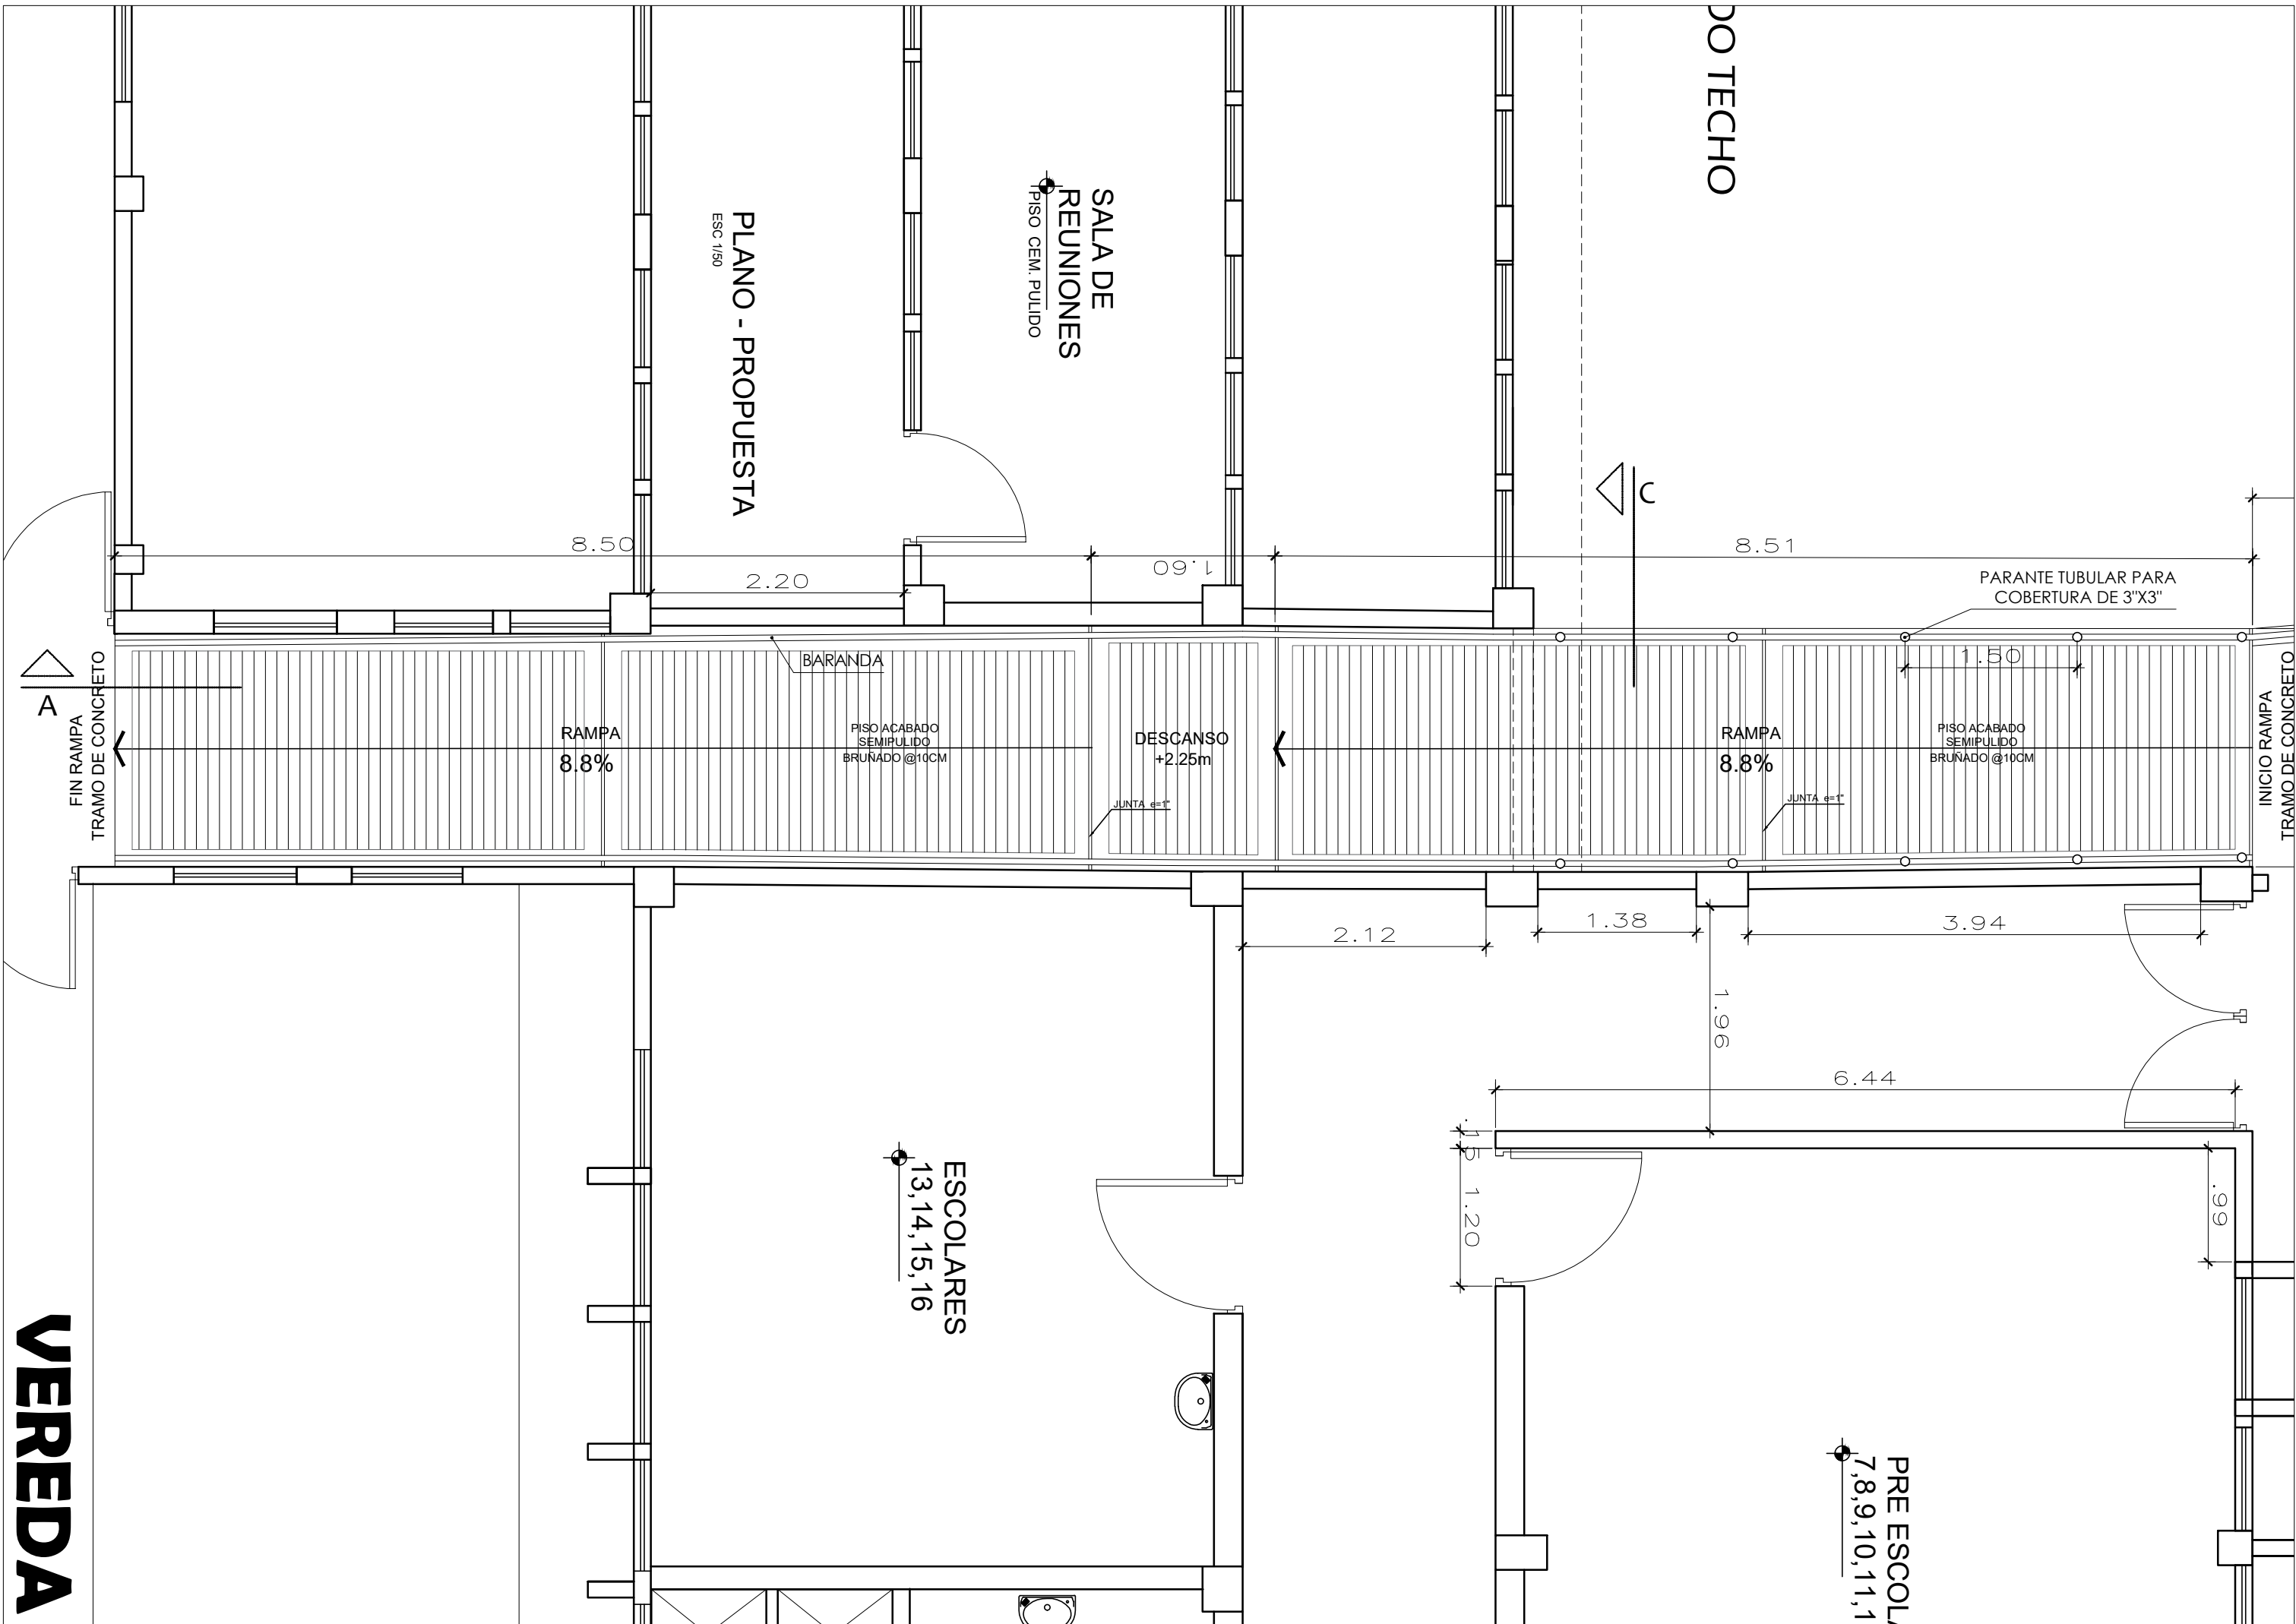 DO TECHO
SALA DE
REUNIONES
PISO CEM. PULIDO
PLANO - PROPUESTA
ESC 1/50
C
8.50
2.20
1.60
8.51
PARANTE TUBULAR PARA
COBERTURA DE 3"X3"
1.50
BARANDA
A
FIN RAMPA
TRAMO DE CONCRETO
RAMPA
8.8%
PISO ACABADO
SEMIPULIDO
BRUÑADO @10CM
DESCANSO
+2.25m
JUNTA e=1"
RAMPA
8.8%
PISO ACABADO
SEMIPULIDO
BRUÑADO @10CM
JUNTA e=1"
INICIO RAMPA
TRAMO DE CONCRETO
2.12
1.38
3.94
1.96
6.44
.15
1.20
.99
ESCOLARES
13,14,15,16
PRE ESCOLA
7,8,9,10,11,1
VEREDA